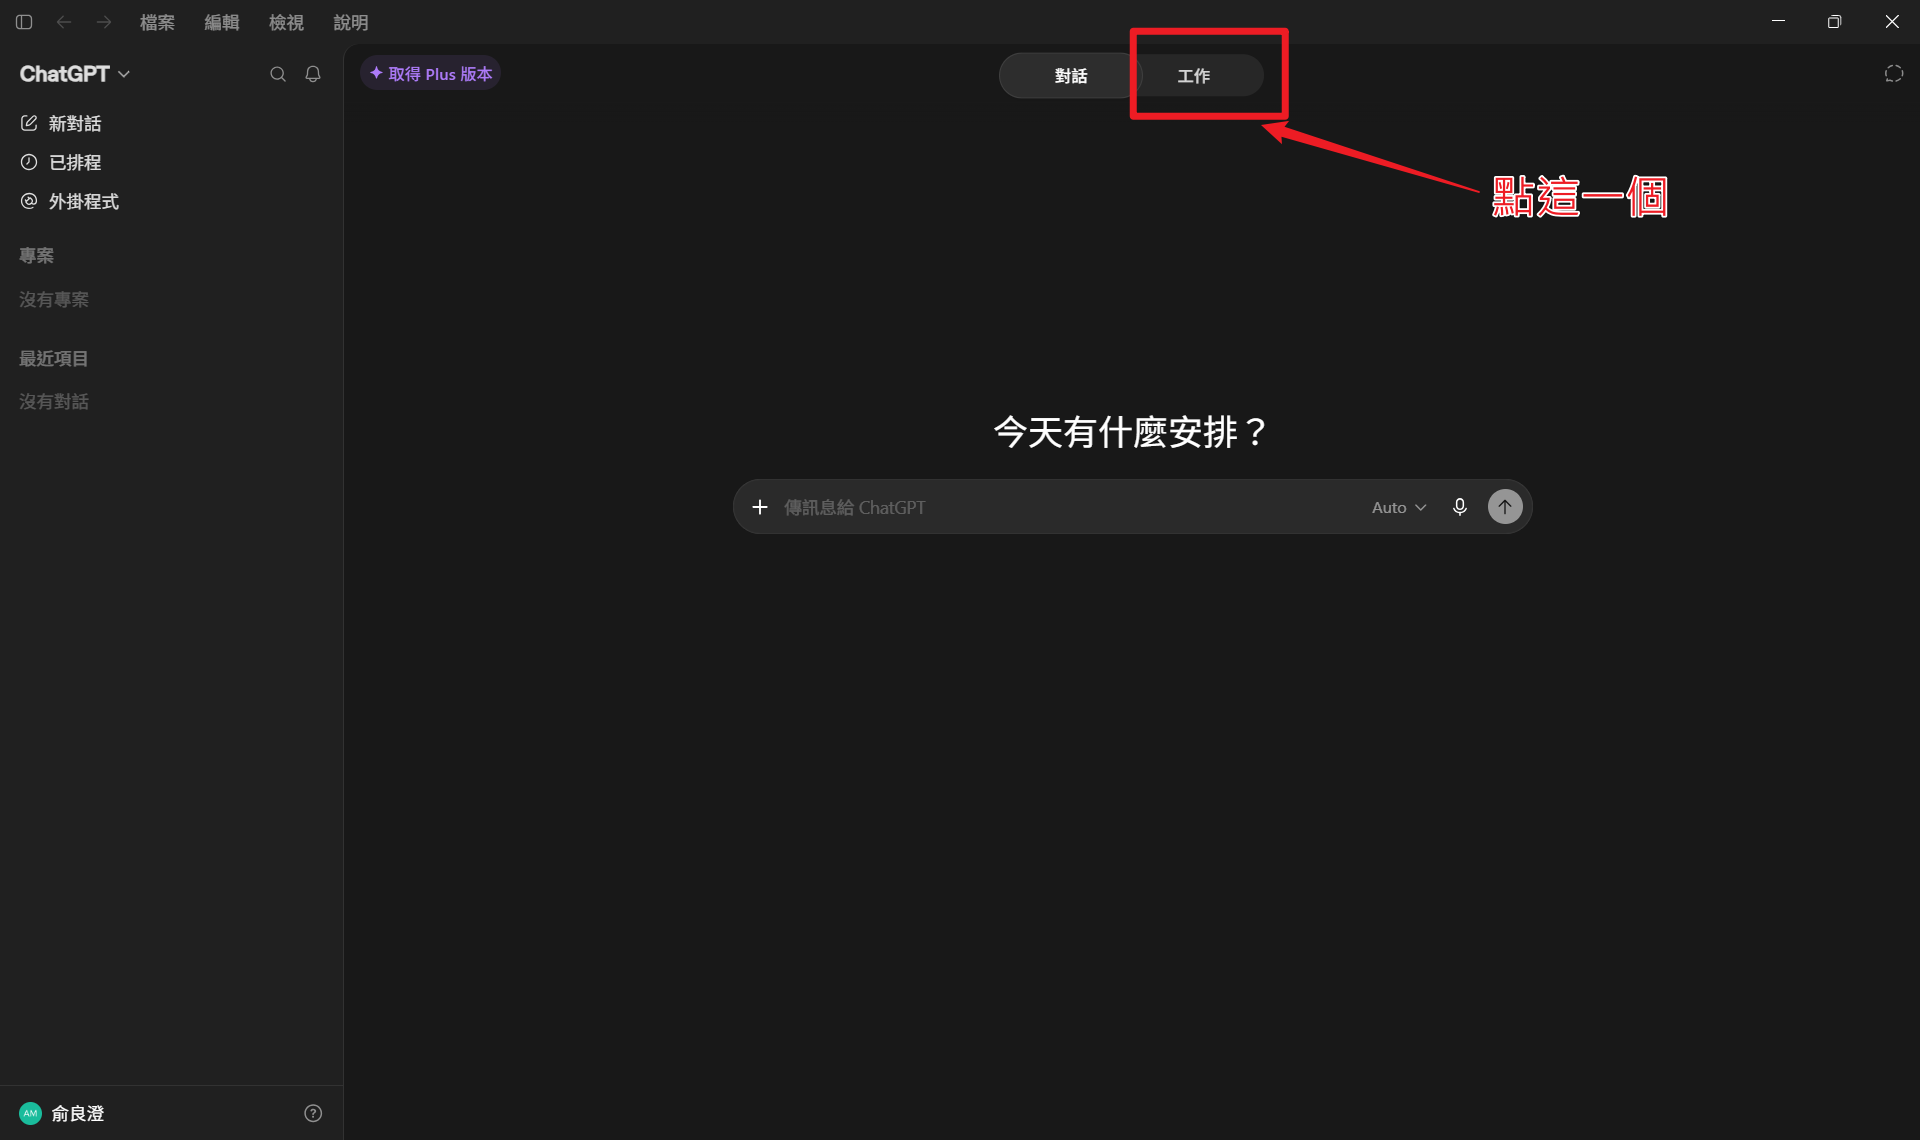 檔案 編輯 檢視 說明
ChatGPT
新對話
已排程
外掛程式
專案
沒有專案
最近項目
沒有對話
取得 Plus 版本
對話 工作
點這一個
今天有什麼安排？
傳訊息給 ChatGPT Auto
AM 俞良澄